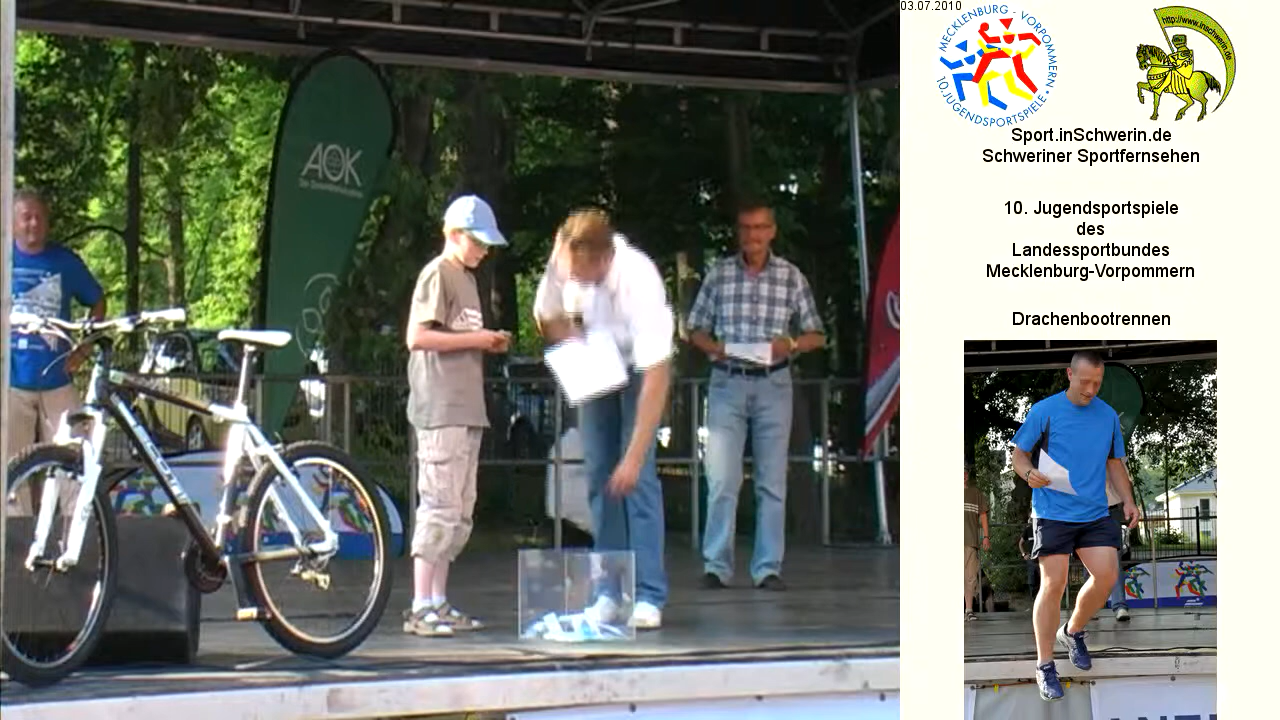 03.07.2010
MECKLENBURG - VORPOMMERN
10. JUGENDSPORTSPIELE
http://www.inschwerin.de
Sport.inSchwerin.de
Schweriner Sportfernsehen
10. Jugendsportspiele
des
Landessportbundes
Mecklenburg-Vorpommern
Drachenbootrennen
AOK